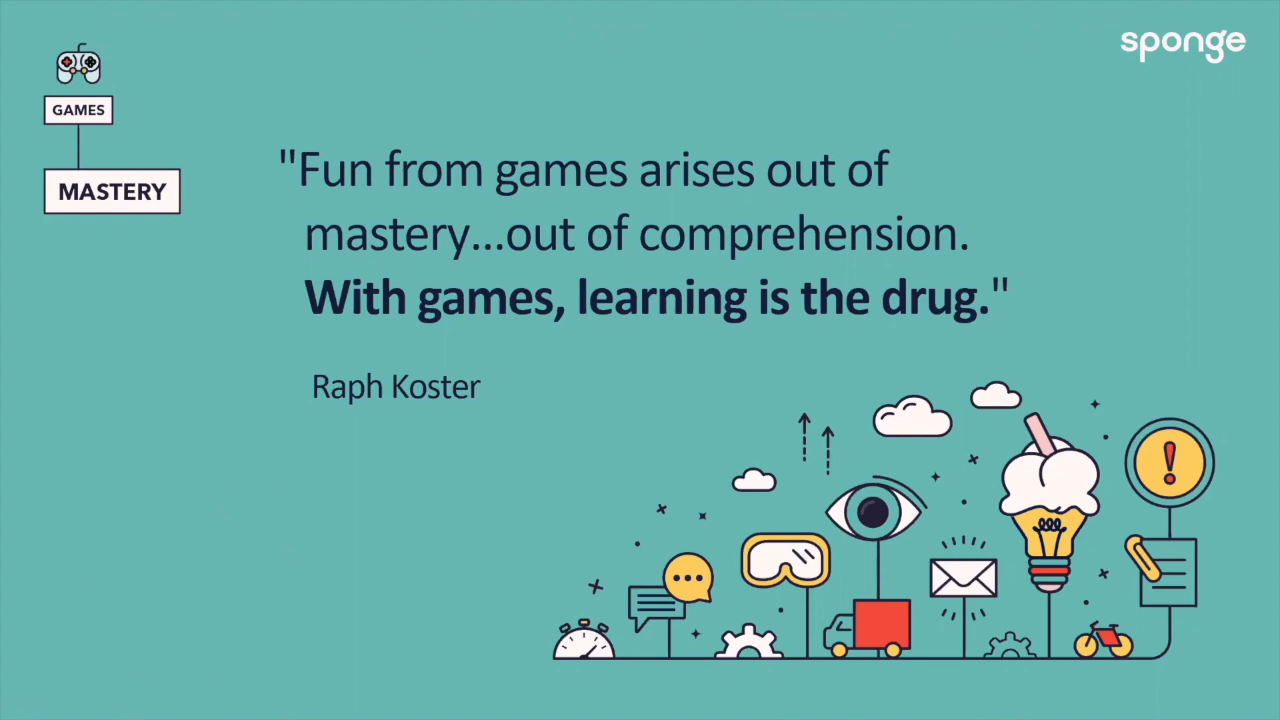 sponge
GAMES
MASTERY
"Fun from games arises out of
mastery...out of comprehension.
With games, learning is the drug."
Raph Koster